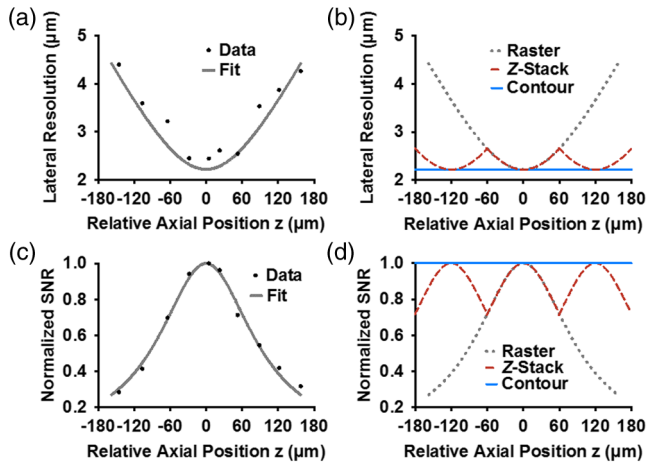 (a)
Lateral Resolution (µm)
5
4
3
2
-180
-120
-60
0
60
120
180
Relative Axial Position z (µm)
Data
Fit
(b)
Lateral Resolution (µm)
5
4
3
2
-180
-120
-60
0
60
120
180
Relative Axial Position z (µm)
Raster
Z-Stack
Contour
(c)
Normalized SNR
1.0
0.8
0.6
0.4
0.2
-180
-120
-60
0
60
120
180
Relative Axial Position z (µm)
Data
Fit
(d)
Normalized SNR
1.0
0.8
0.6
0.4
0.2
-180
-120
-60
0
60
120
180
Relative Axial Position z (µm)
Raster
Z-Stack
Contour